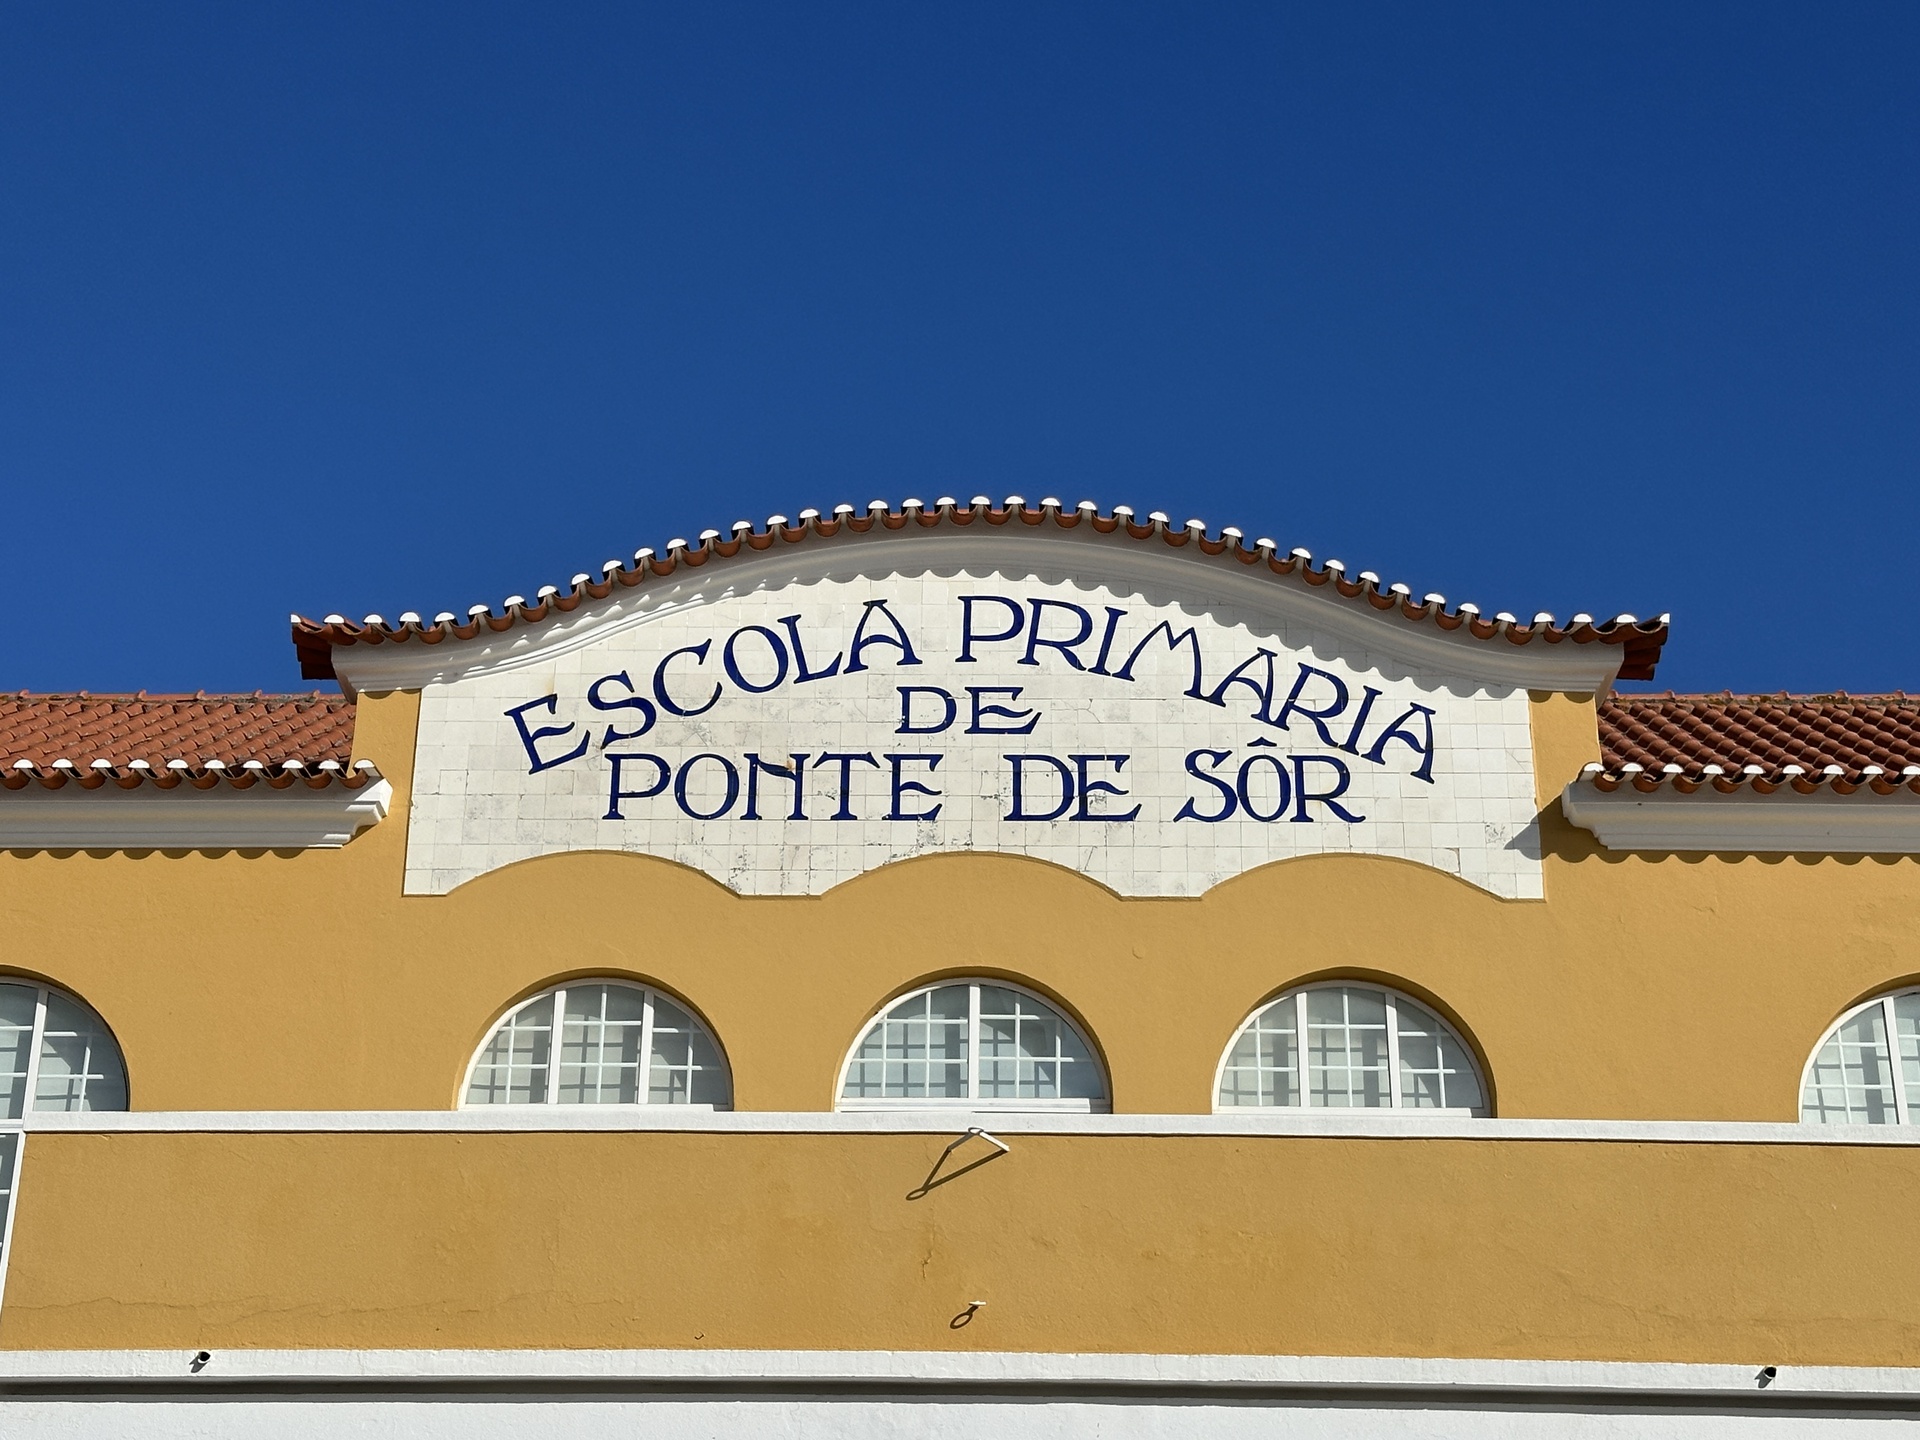 ESCOLA PRIMARIA
DE
PONTE DE SÔR